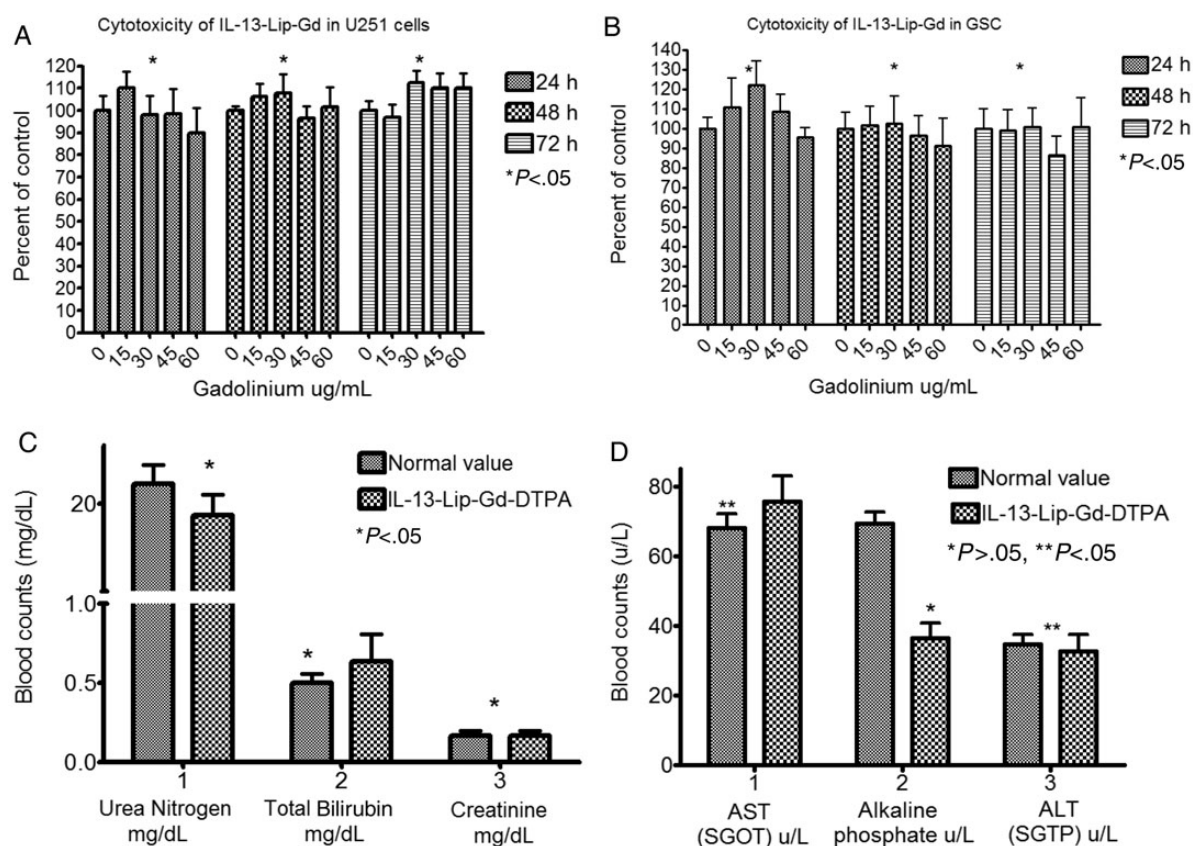 A
Cytotoxicity of IL-13-Lip-Gd in U251 cells
Percent of control
120
110
100
90
80
70
60
50
40
30
20
10
0
* * *
0 15 30 45 60 0 15 30 45 60 0 15 30 45 60
Gadolinium ug/mL
24 h
48 h
72 h
*P<.05
B
Cytotoxicity of IL-13-Lip-Gd in GSC
Percent of control
140
130
120
110
100
90
80
70
60
50
40
30
20
10
0
* * *
0 15 30 45 60 0 15 30 45 60 0 15 30 45 60
Gadolinium ug/mL
24 h
48 h
72 h
*P<.05
C
Blood counts (mg/dL)
20
1.0
0.5
0.0
*
*
*
Normal value
IL-13-Lip-Gd-DTPA
*P<.05
1 2 3
Urea Nitrogen Total Bilirubin Creatinine
mg/dL mg/dL mg/dL
D
Blood counts (u/L)
80
60
40
20
0
**
*
**
Normal value
IL-13-Lip-Gd-DTPA
*P>.05, **P<.05
1 2 3
AST Alkaline ALT
(SGOT) u/L phosphate u/L (SGTP) u/L